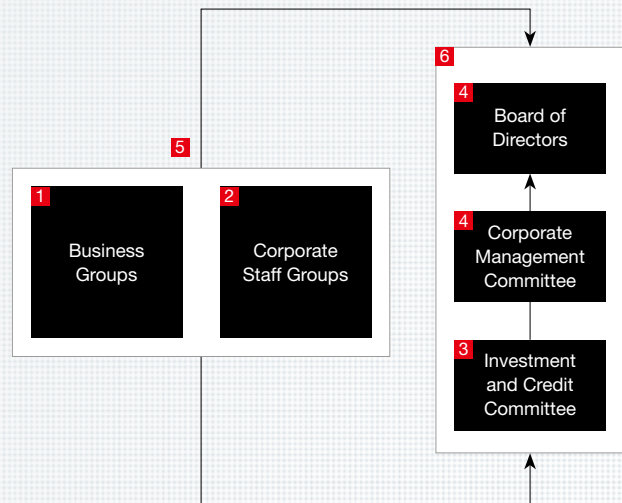 5
1
Business
Groups
2
Corporate
Staff Groups
6
4
Board of
Directors
4
Corporate
Management
Committee
3
Investment
and Credit
Committee